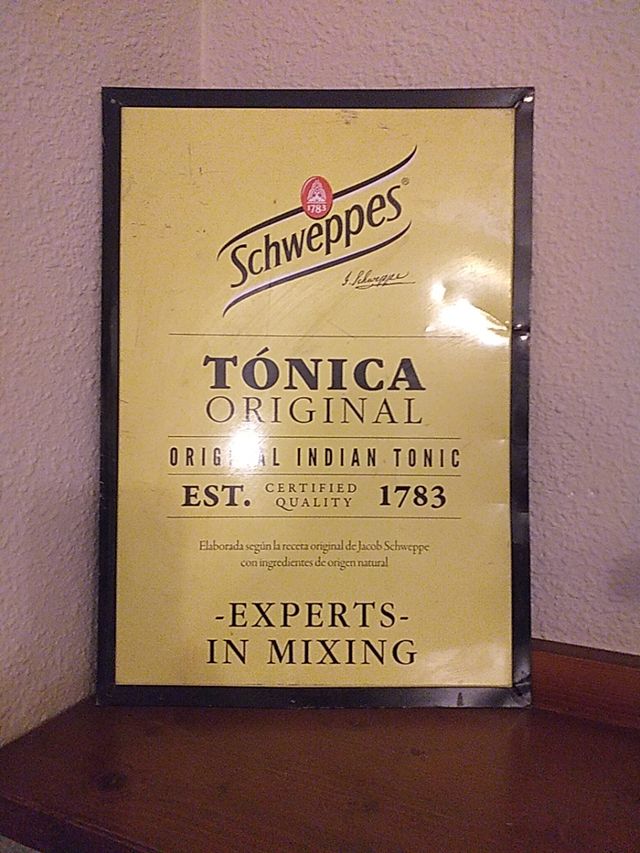 1783
Schweppes®
J. Schweppe
TÓNICA
ORIGINAL
ORIGINAL INDIAN TONIC
EST. CERTIFIED QUALITY 1783
Elaborada según la receta original de Jacob Schweppe
con ingredientes de origen natural
-EXPERTS-
IN MIXING